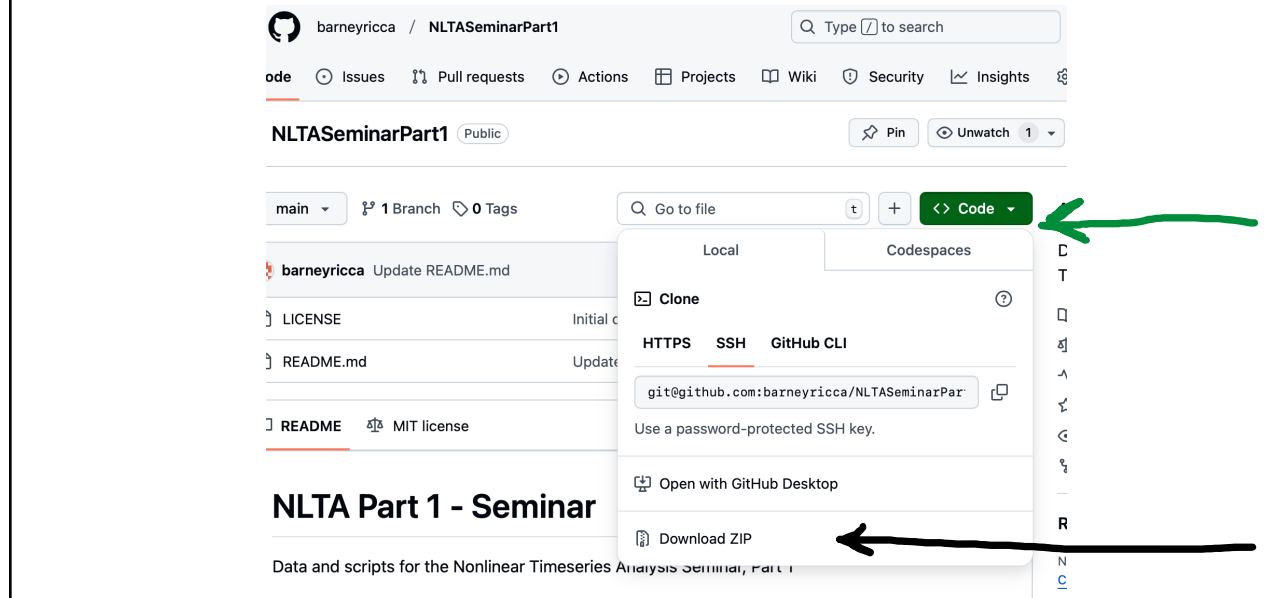 barneyricca / NLTASeminarPart1 Type / to search
ode Issues Pull requests Actions Projects Wiki Security Insights
NLTASeminarPart1 Public Pin Unwatch 1
main 1 Branch 0 Tags Go to file t + <> Code
Local Codespaces
barneyricca Update README.md
Clone
LICENSE Initial
HTTPS SSH GitHub CLI
README.md Update
git@github.com:barneyricca/NLTASeminarPar
README MIT license
Use a password-protected SSH key.
Open with GitHub Desktop
NLTA Part 1 - Seminar
Download ZIP
Data and scripts for the Nonlinear Timeseries Analysis Seminar, Part 1